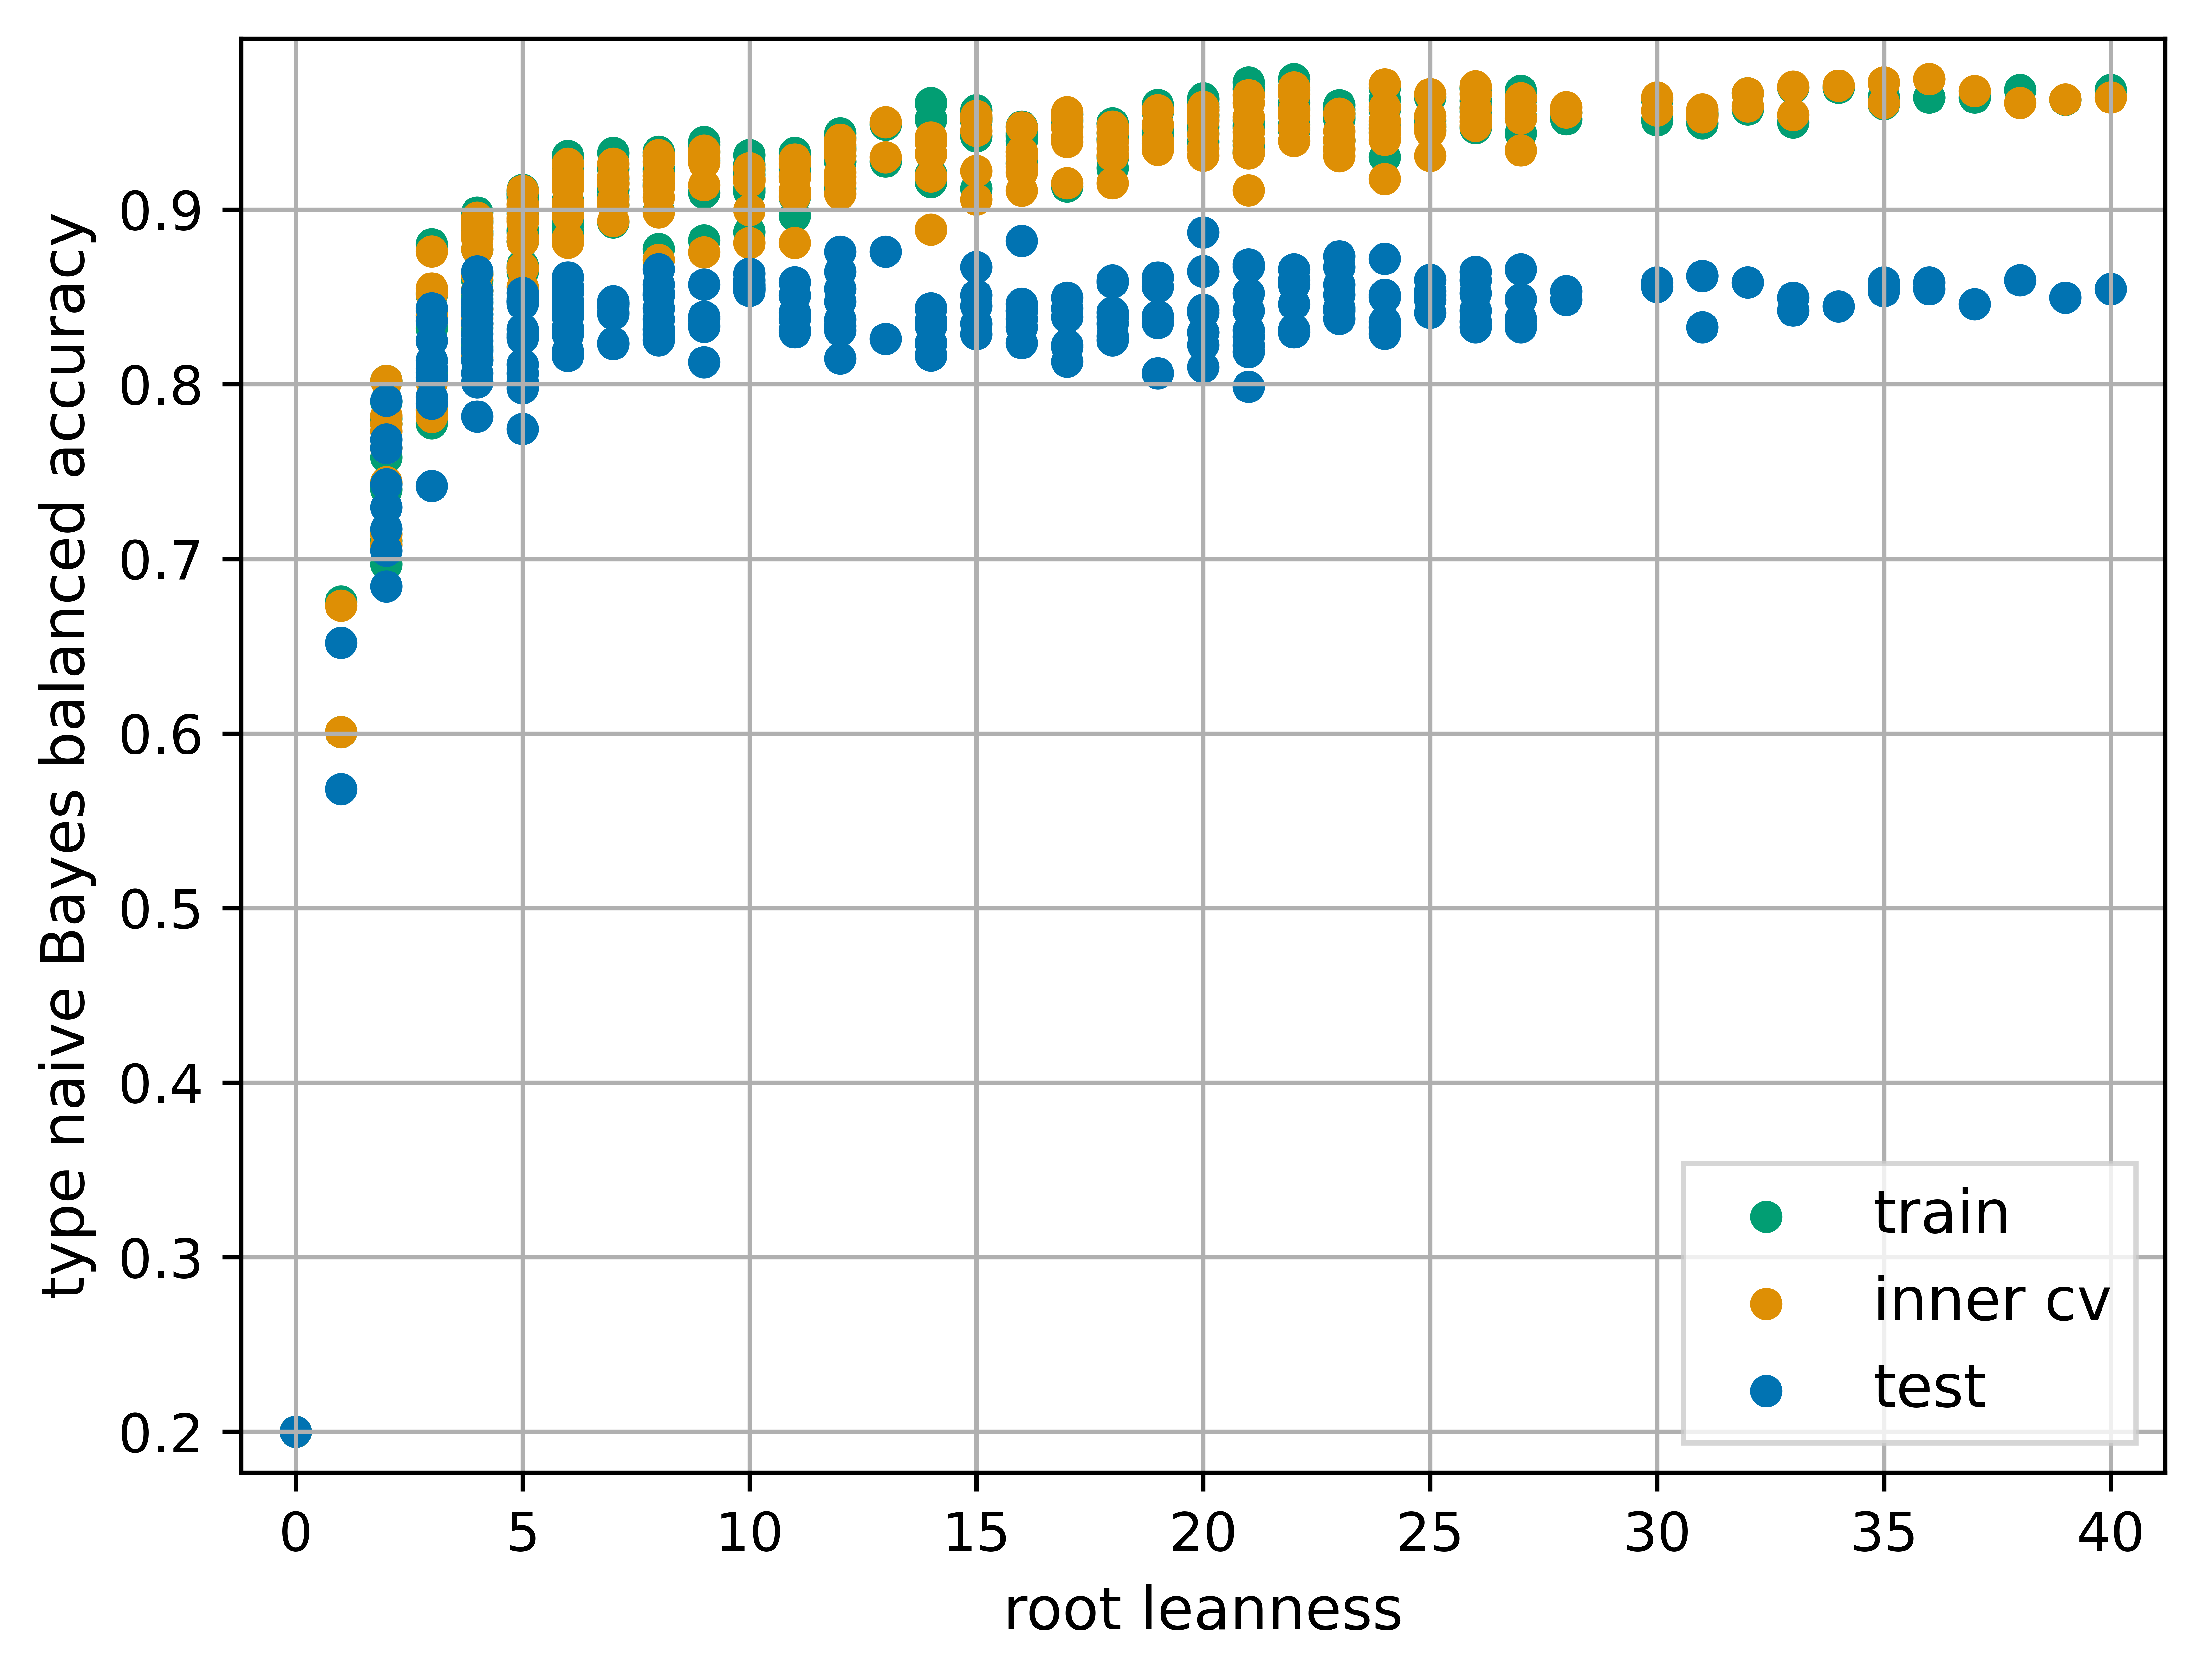 type naive Bayes balanced accuracy
0.9
0.8
0.7
0.6
0.5
0.4
0.3
0.2
train
inner cv
test
0 5 10 15 20 25 30 35 40
root leanness